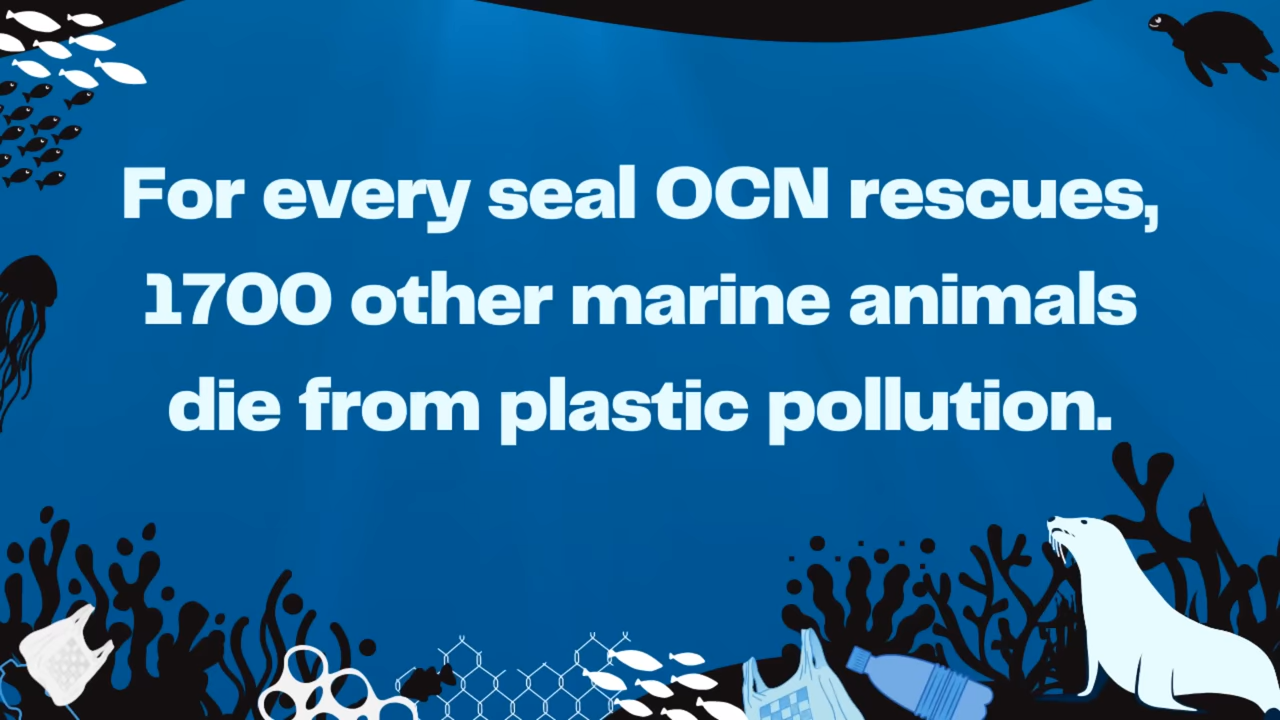 For every seal OCN rescues,
1700 other marine animals
die from plastic pollution.